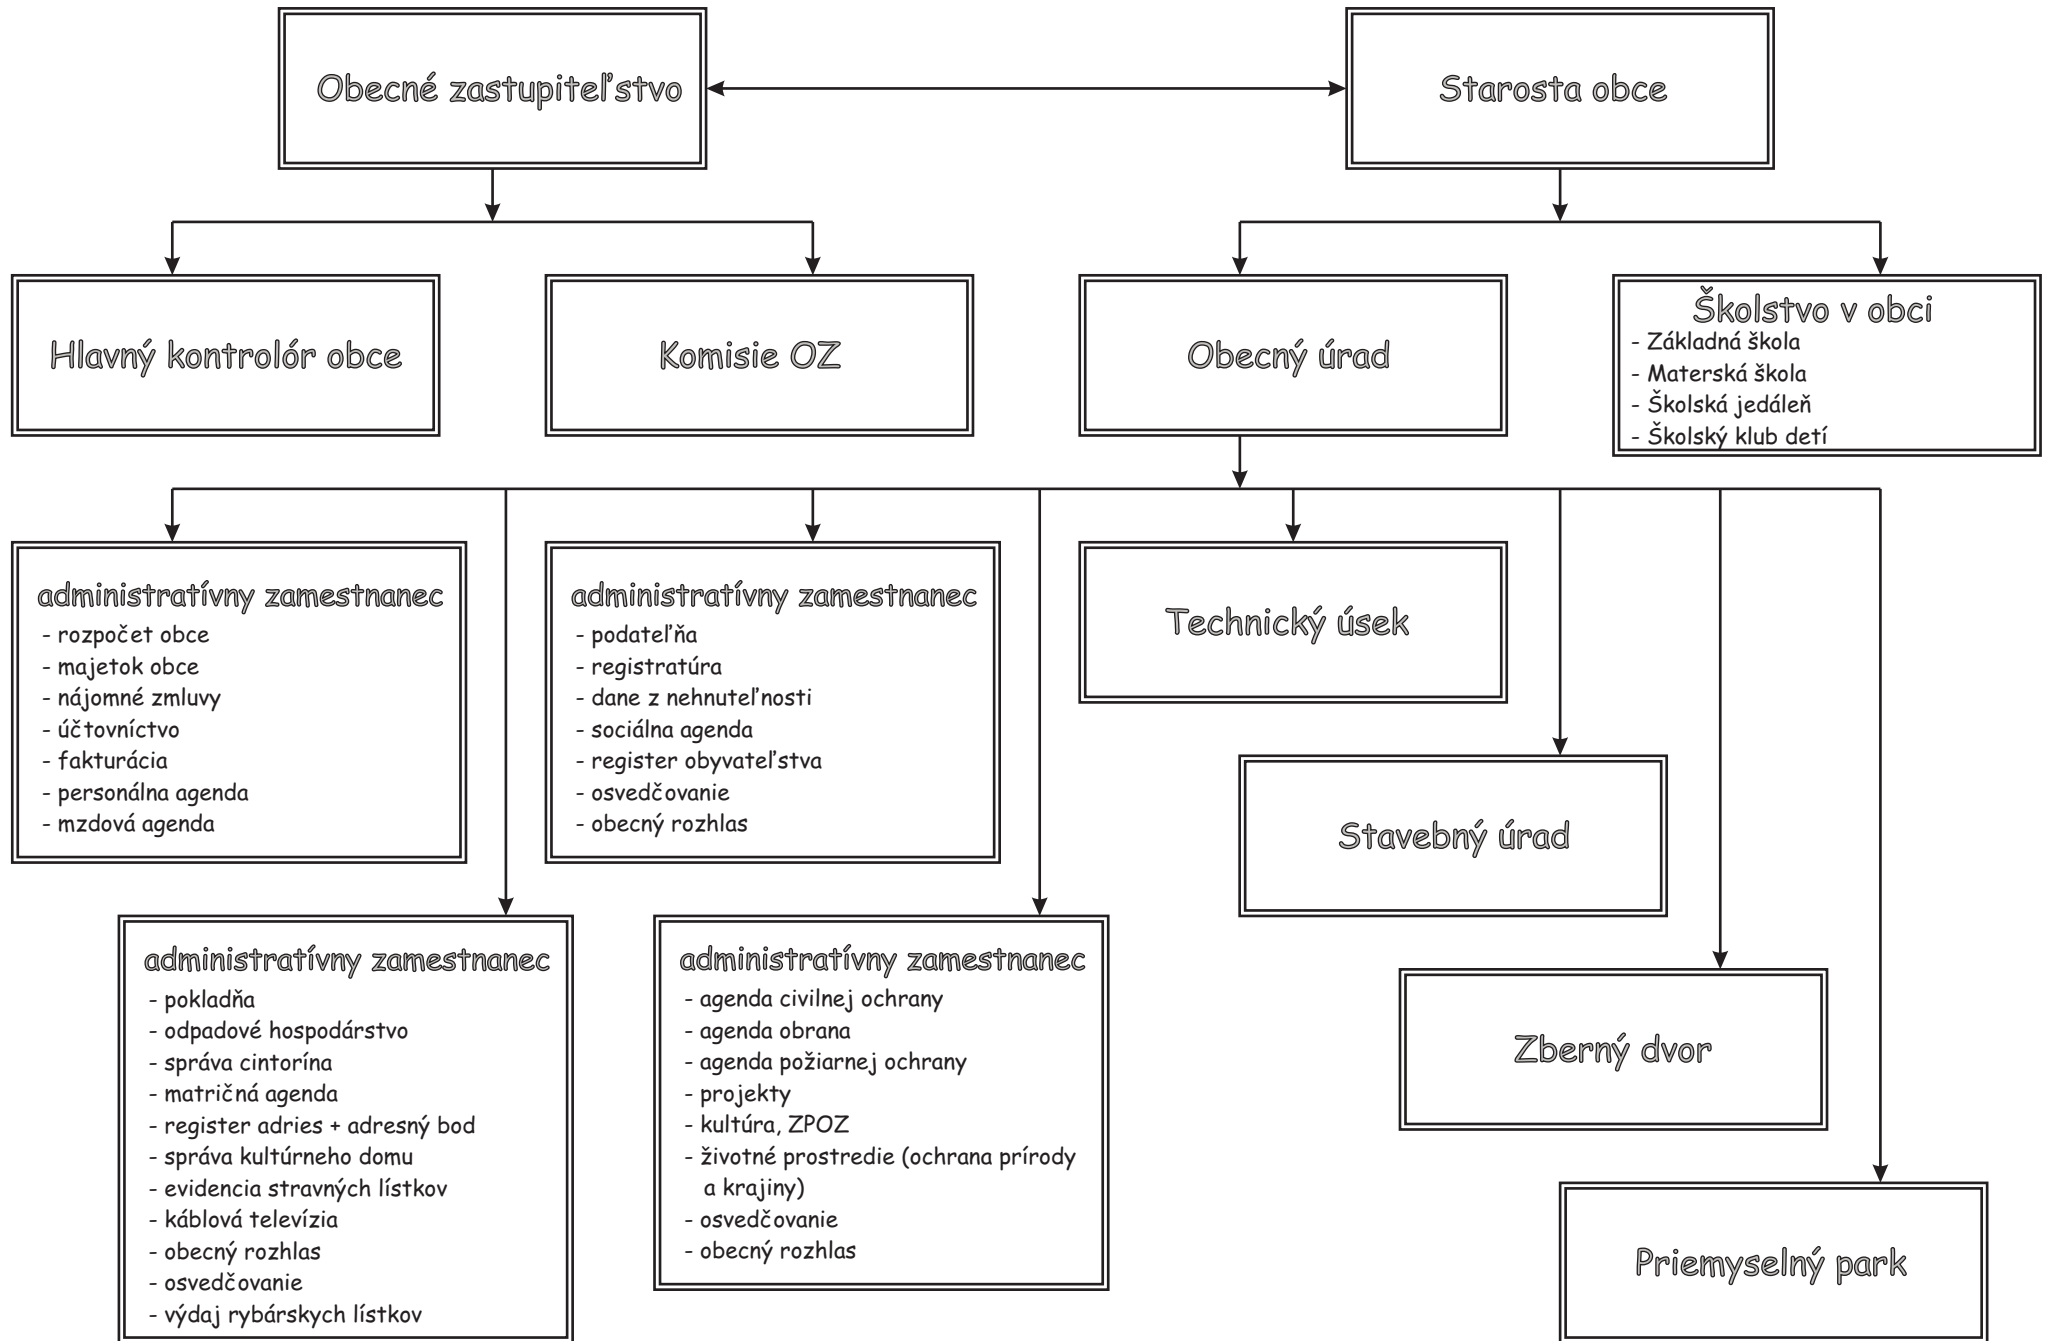 Obecné zastupiteľstvo
Starosta obce
Hlavný kontrolór obce
Komisie OZ
Obecný úrad
Školstvo v obci
- Základná škola
- Materská škola
- Školská jedáleň
- Školský klub detí
administratívny zamestnanec
- rozpočet obce
- majetok obce
- nájomné zmluvy
- účtovníctvo
- fakturácia
- personálna agenda
- mzdová agenda
administratívny zamestnanec
- podateľňa
- registratúra
- dane z nehnuteľnosti
- sociálna agenda
- register obyvateľstva
- osvedčovanie
- obecný rozhlas
Technický úsek
Stavebný úrad
administratívny zamestnanec
- pokladňa
- odpadové hospodárstvo
- správa cintorína
- matričná agenda
- register adries + adresný bod
- správa kultúrneho domu
- evidencia stravných lístkov
- káblová televízia
- obecný rozhlas
- osvedčovanie
- výdaj rybárskych lístkov
administratívny zamestnanec
- agenda civilnej ochrany
- agenda obrana
- agenda požiarnej ochrany
- projekty
- kultúra, ZPOZ
- životné prostredie (ochrana prírody
a krajiny)
- osvedčovanie
- obecný rozhlas
Zberný dvor
Priemyselný park